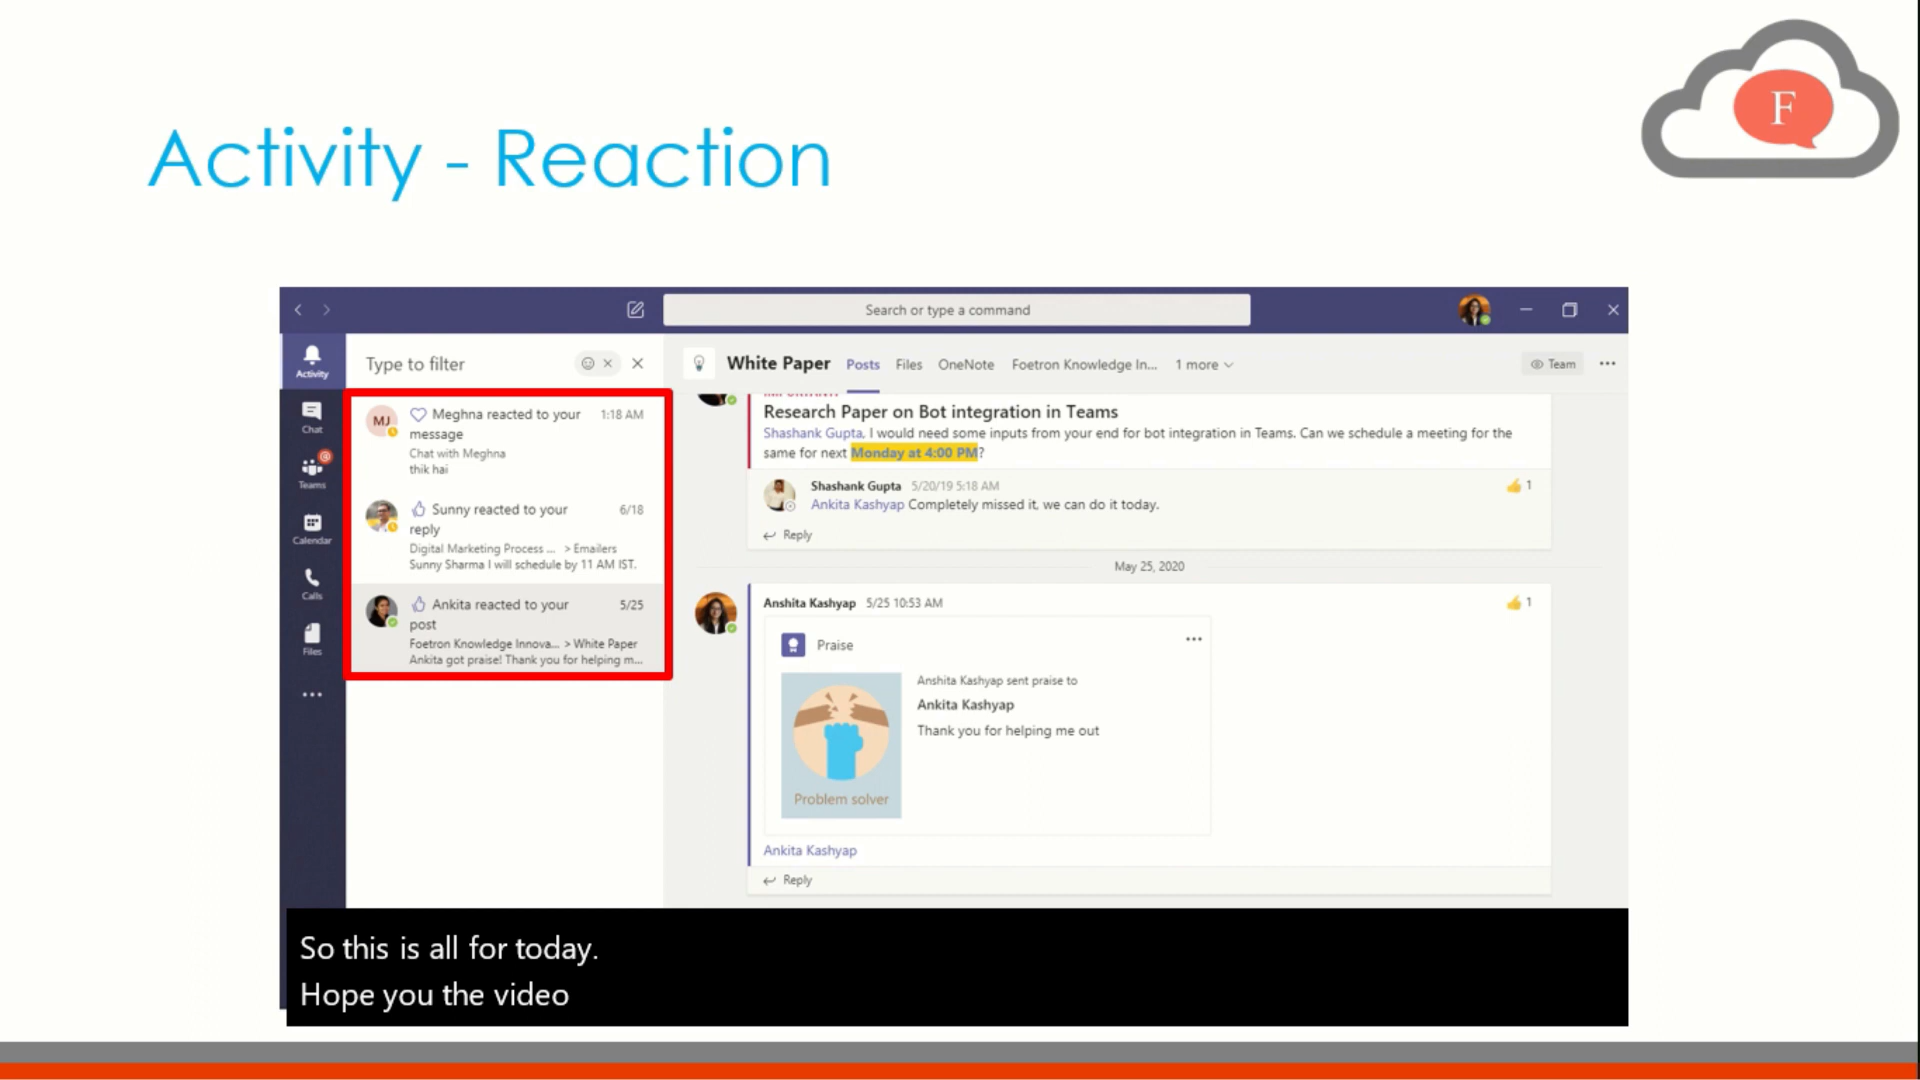 Activity - Reaction
F
Search or type a command
Activity
Chat
Teams
Calendar
Calls
Files
Type to filter
MJ
Meghna reacted to your 1:18 AM
message
Chat with Meghna
thik hai
Sunny reacted to your 6/18
reply
Digital Marketing Process ... > Emailers
Sunny Sharma I will schedule by 11 AM IST.
Ankita reacted to your 5/25
post
Foetron Knowledge Innova... > White Paper
Ankita got praise! Thank you for helping m...
White Paper Posts Files OneNote Foetron Knowledge In... 1 more Team
Research Paper on Bot integration in Teams
Shashank Gupta, I would need some inputs from your end for bot integration in Teams. Can we schedule a meeting for the
same for next Monday at 4:00 PM?
Shashank Gupta 5/20/19 5:18 AM 1
Ankita Kashyap Completely missed it, we can do it today.
Reply
May 25, 2020
Anshita Kashyap 5/25 10:53 AM 1
Praise
Anshita Kashyap sent praise to
Ankita Kashyap
Thank you for helping me out
Problem solver
Ankita Kashyap
Reply
So this is all for today.
Hope you the video